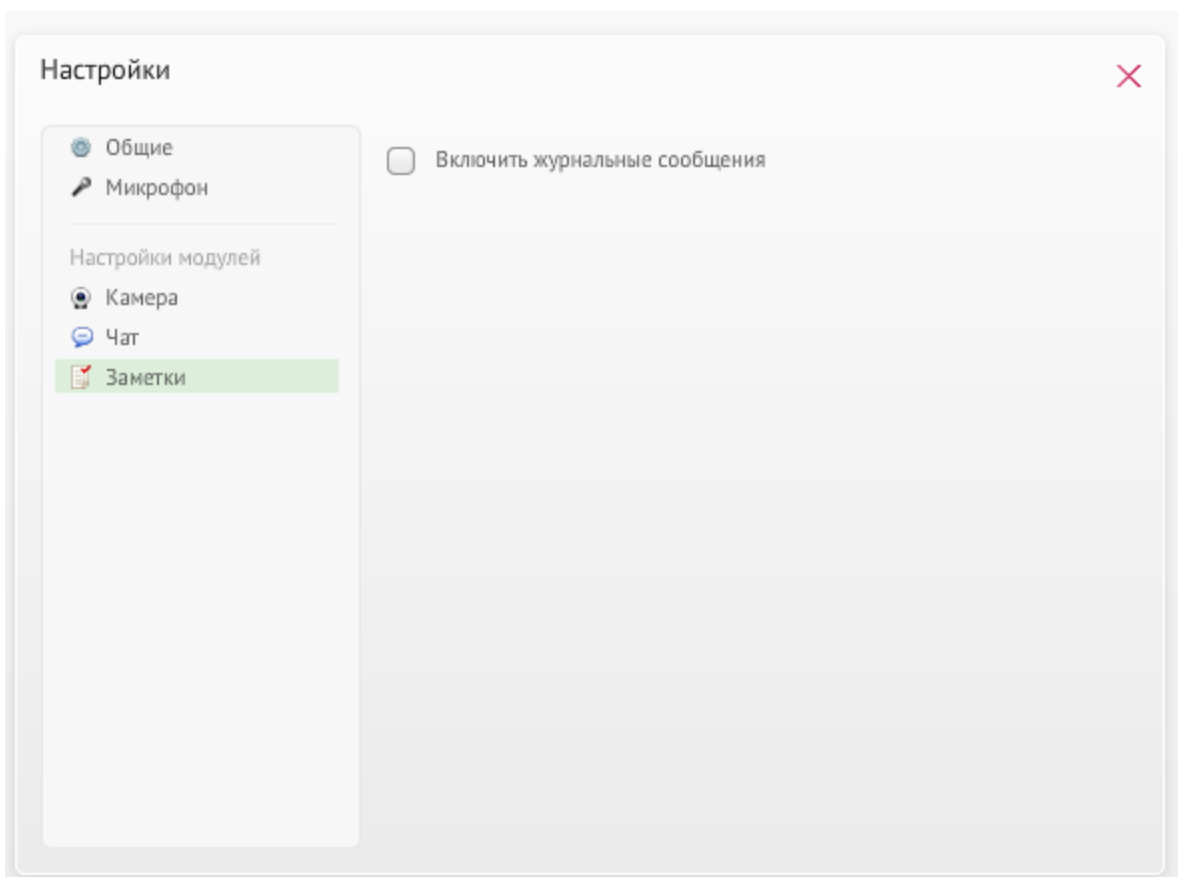 Настройки
Общие
Микрофон
Настройки модулей
Камера
Чат
Заметки
Включить журнальные сообщения